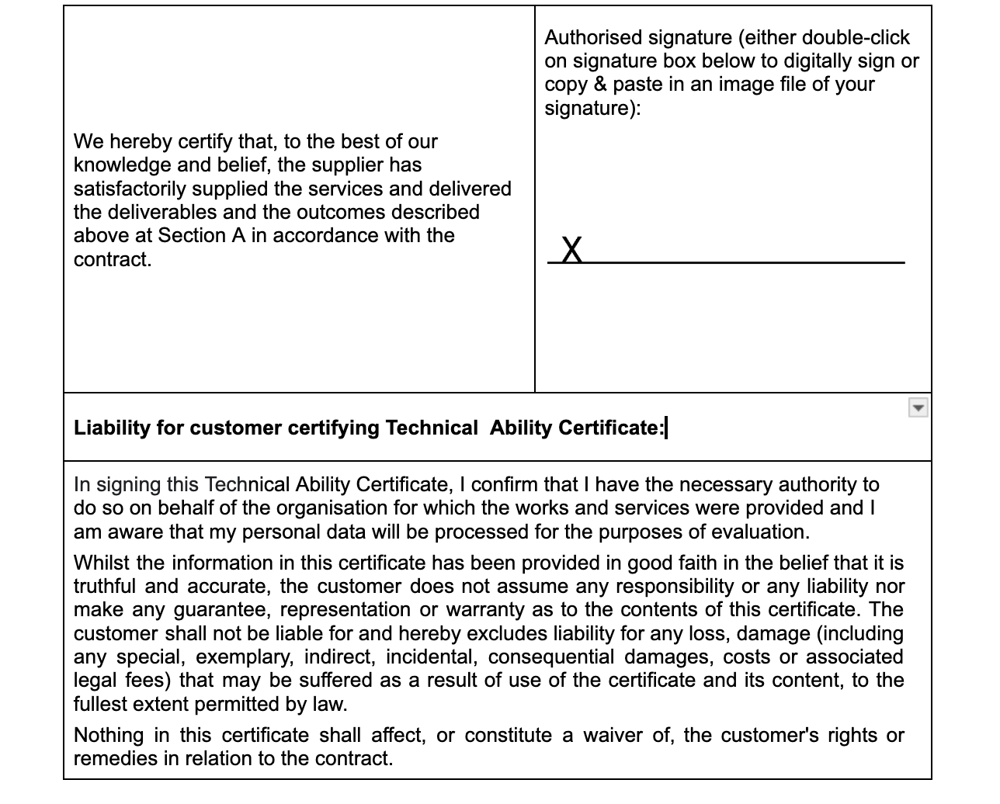 We hereby certify that, to the best of our
knowledge and belief, the supplier has
satisfactorily supplied the services and delivered
the deliverables and the outcomes described
above at Section A in accordance with the
contract.
Authorised signature (either double-click
on signature box below to digitally sign or
copy & paste in an image file of your
signature):
X
Liability for customer certifying Technical  Ability Certificate:
In signing this Technical Ability Certificate, I confirm that I have the necessary authority to
do so on behalf of the organisation for which the works and services were provided and I
am aware that my personal data will be processed for the purposes of evaluation.
Whilst the information in this certificate has been provided in good faith in the belief that it is
truthful and accurate, the customer does not assume any responsibility or any liability nor
make any guarantee, representation or warranty as to the contents of this certificate. The
customer shall not be liable for and hereby excludes liability for any loss, damage (including
any special, exemplary, indirect, incidental, consequential damages, costs or associated
legal fees) that may be suffered as a result of use of the certificate and its content, to the
fullest extent permitted by law.
Nothing in this certificate shall affect, or constitute a waiver of, the customer's rights or
remedies in relation to the contract.